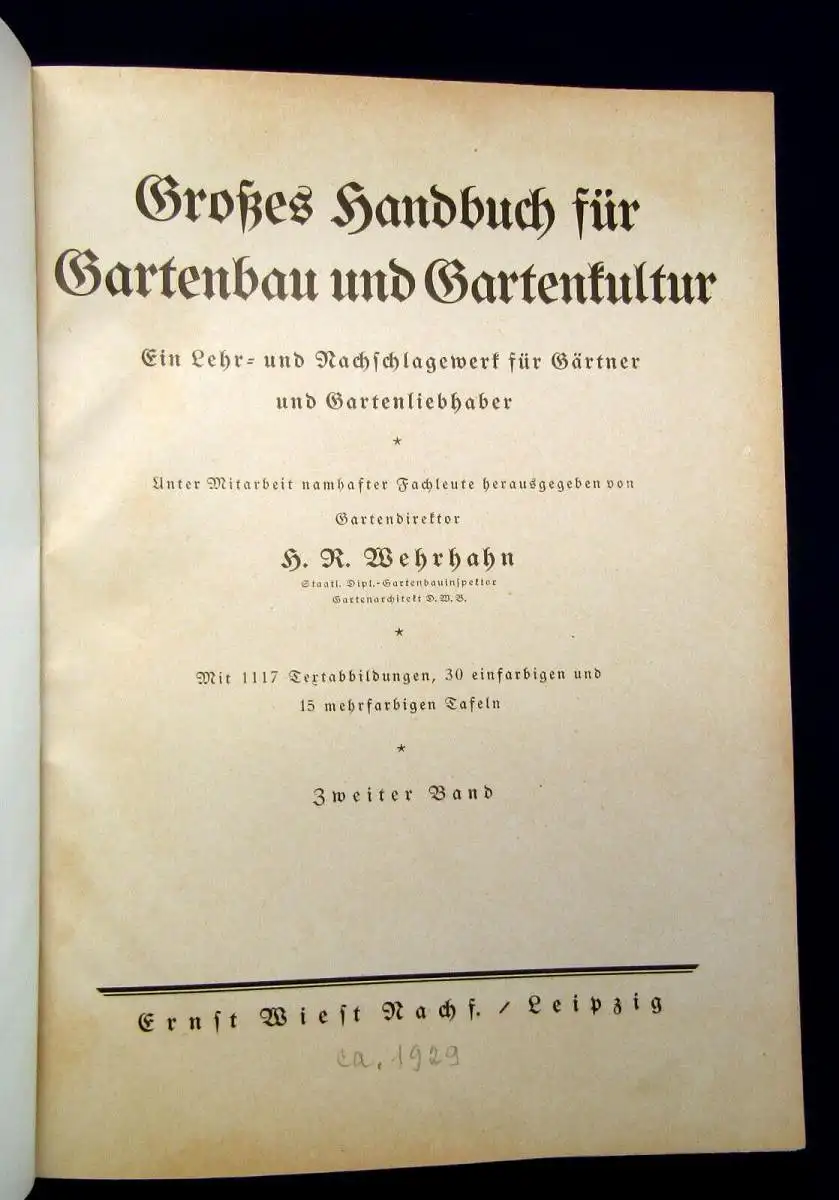 Großes Handbuch für
Gartenbau und Gartenkultur
Ein Lehr- und Nachschlagewerk für Gärtner
und Gartenliebhaber
*
Unter Mitarbeit namhafter Fachleute herausgegeben von
Gartendirektor
H. R. Wehrhahn
Staatl. Dipl.-Gartenbauinspektor
Gartenarchitekt D. W. B.
*
Mit 1117 Textabbildungen, 30 einfarbigen und
15 mehrfarbigen Tafeln
*
Zweiter Band
Ernst Wiest Nachf. / Leipzig
ca. 1929